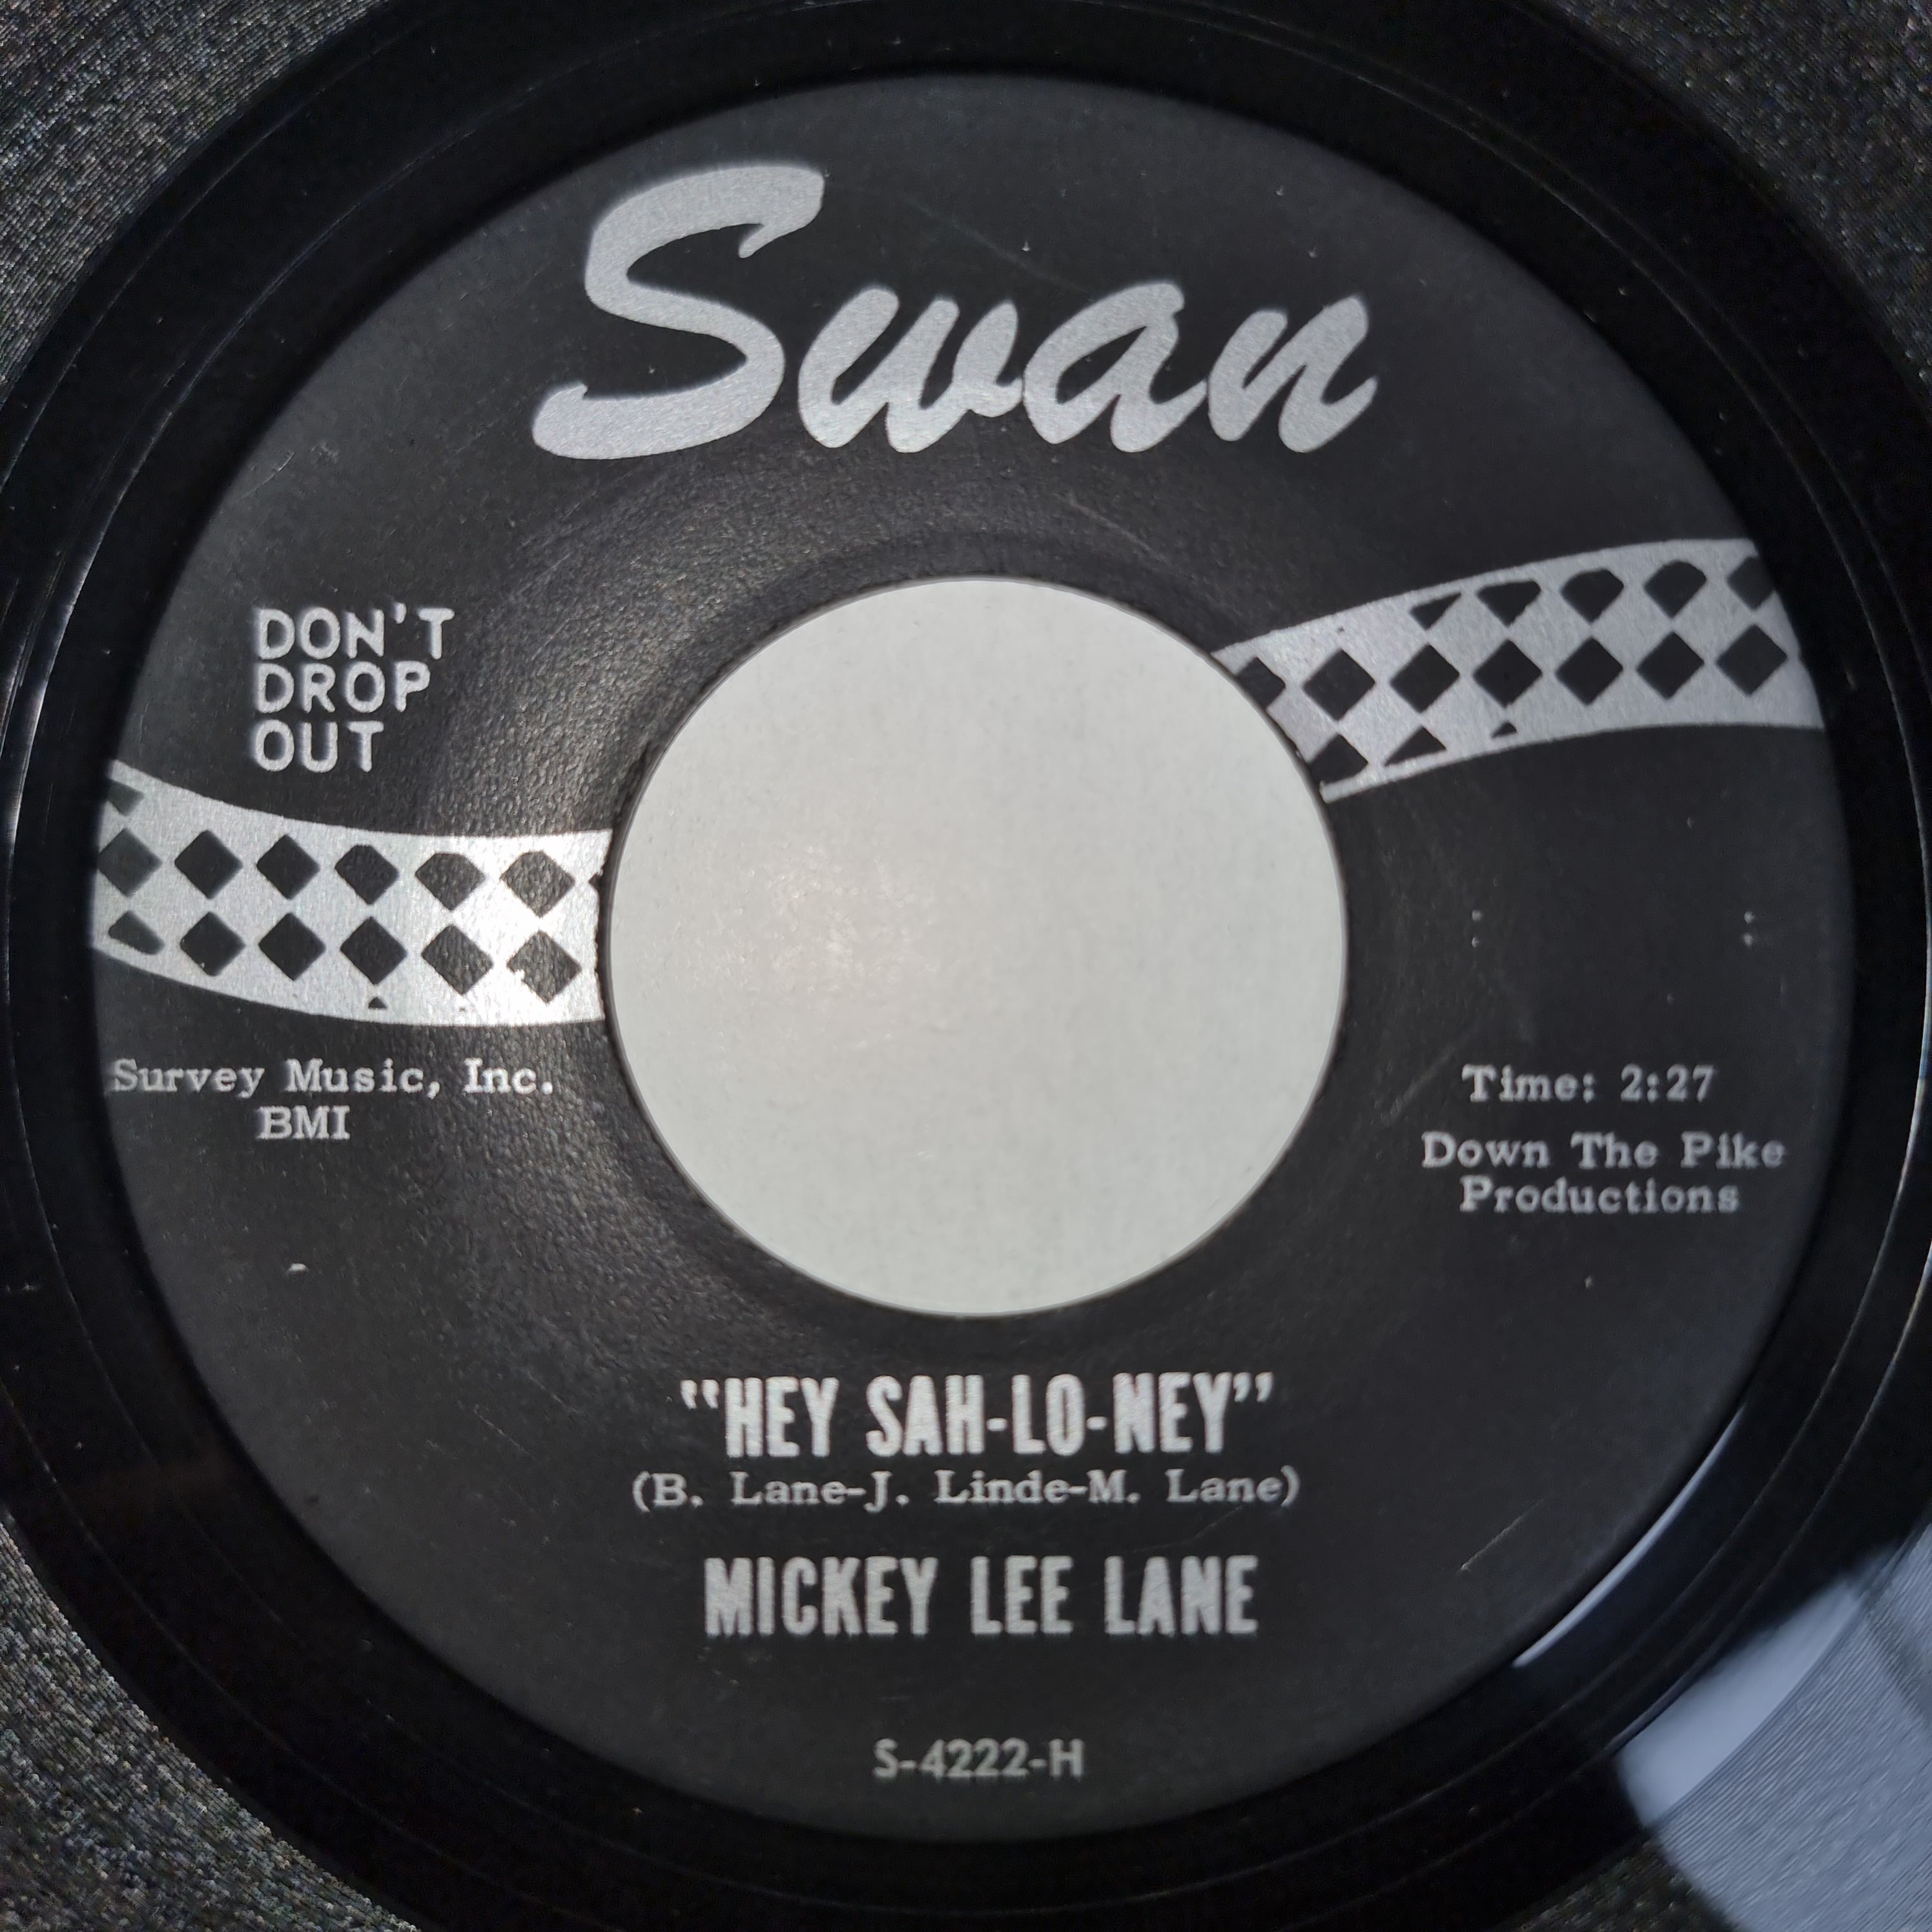 Swan
DON'T
DROP
OUT
Survey Music, Inc.
BMI
Time: 2:27
Down The Pike
Productions
"HEY SAH-LO-NEY"
(B. Lane-J. Linde-M. Lane)
MICKEY LEE LANE
S-4222-H